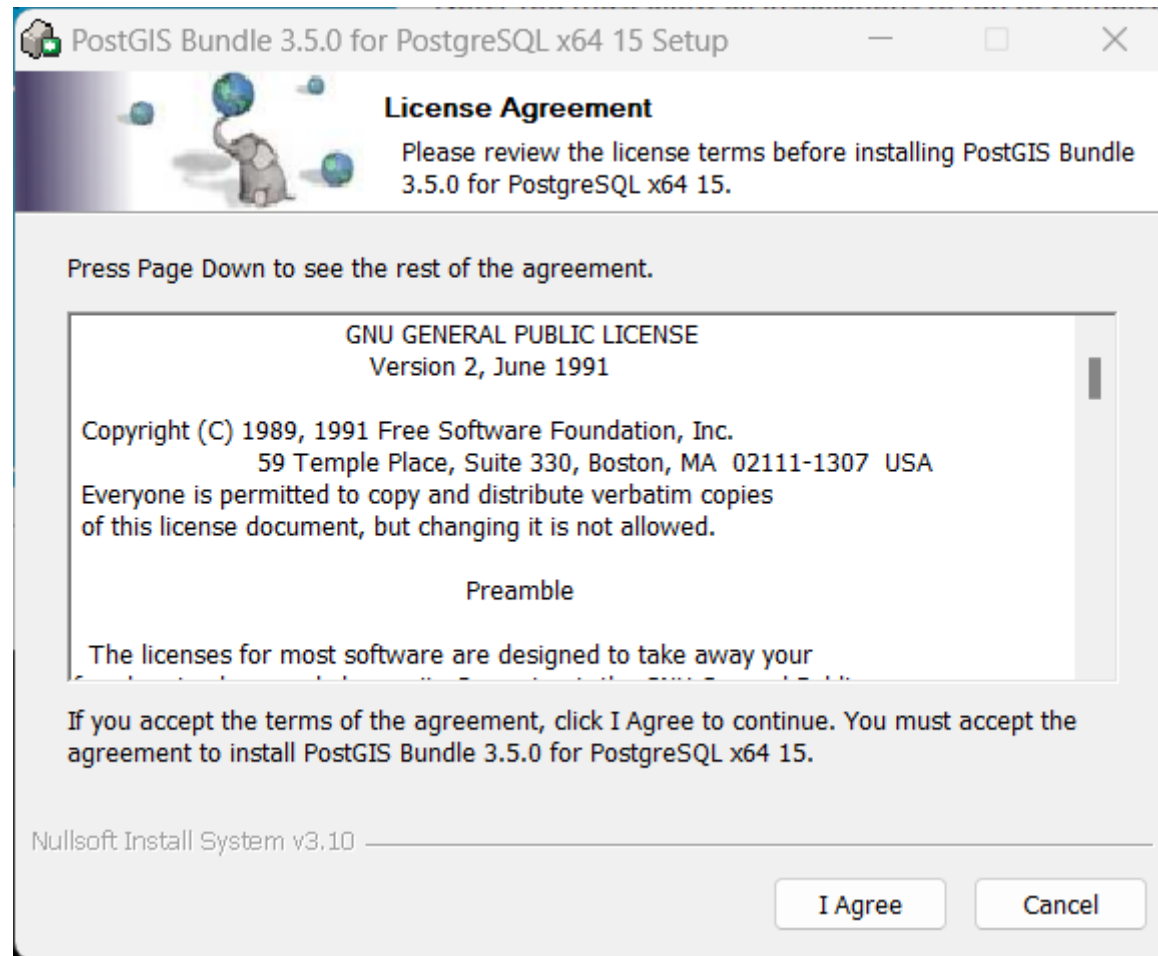 PostGIS Bundle 3.5.0 for PostgreSQL x64 15 Setup
License Agreement
Please review the license terms before installing PostGIS Bundle
3.5.0 for PostgreSQL x64 15.
Press Page Down to see the rest of the agreement.
GNU GENERAL PUBLIC LICENSE
Version 2, June 1991
Copyright (C) 1989, 1991 Free Software Foundation, Inc.
59 Temple Place, Suite 330, Boston, MA  02111-1307  USA
Everyone is permitted to copy and distribute verbatim copies
of this license document, but changing it is not allowed.
Preamble
The licenses for most software are designed to take away your
If you accept the terms of the agreement, click I Agree to continue. You must accept the
agreement to install PostGIS Bundle 3.5.0 for PostgreSQL x64 15.
Nullsoft Install System v3.10
I Agree
Cancel